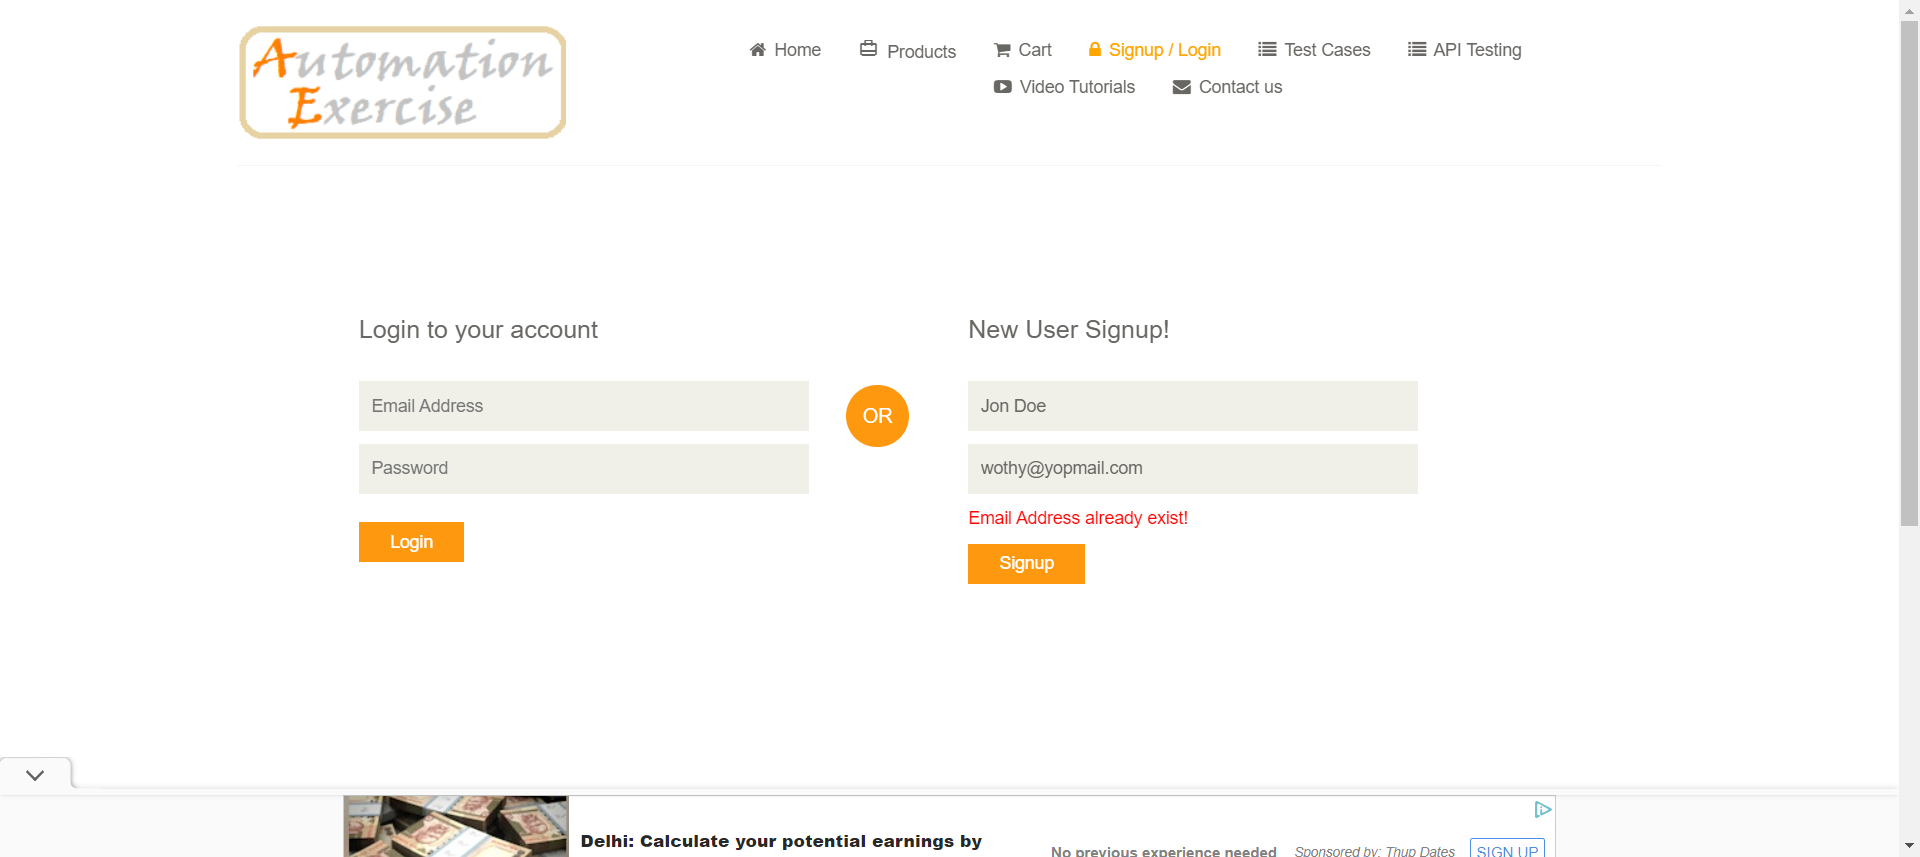 Automation
Exercise
Home
Products
Cart
Signup / Login
Test Cases
API Testing
Video Tutorials
Contact us
Login to your account
Email Address
Password
Login
OR
New User Signup!
Jon Doe
wothy@yopmail.com
Email Address already exist!
Signup
Delhi: Calculate your potential earnings by
No previous experience needed
Sponsored by: Thup Dates
SIGN UP